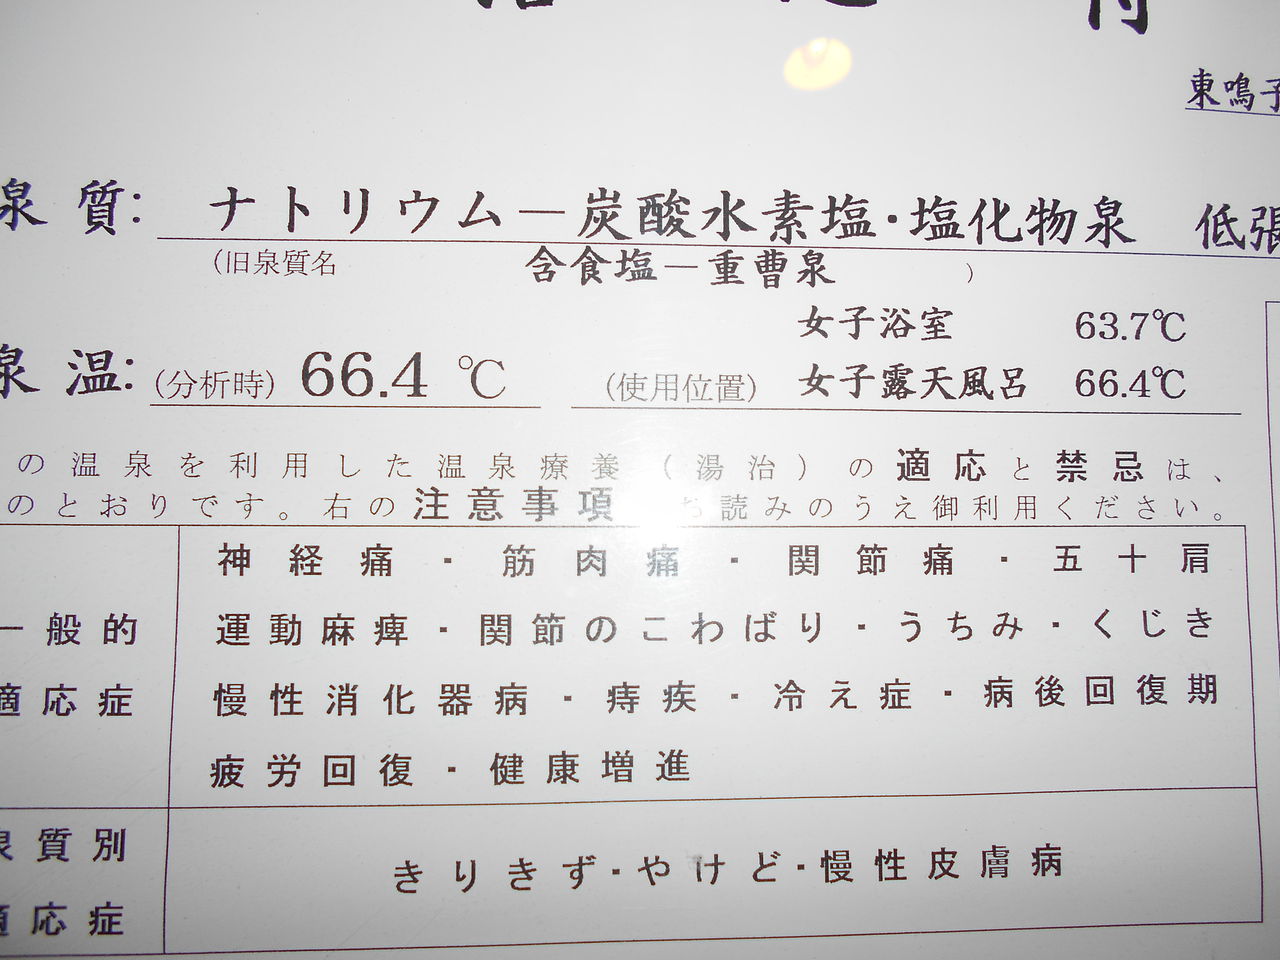 東鳴子
泉質: ナトリウム－炭酸水素塩・塩化物泉 低張
(旧泉質名 含食塩－重曹泉 )
女子浴室 63.7℃
泉温: (分析時) 66.4 ℃ (使用位置) 女子露天風呂 66.4℃
の温泉を利用した温泉療養(湯治)の適応と禁忌は、
のとおりです。右の注意事項 読みのうえ御利用ください。
神経痛・筋肉痛・関節痛・五十肩
一般的 運動麻痺・関節のこわばり・うちみ・くじき
適応症 慢性消化器病・痔疾・冷え症・病後回復期
疲労回復・健康増進
泉質別
きりきず・やけど・慢性皮膚病
適応症